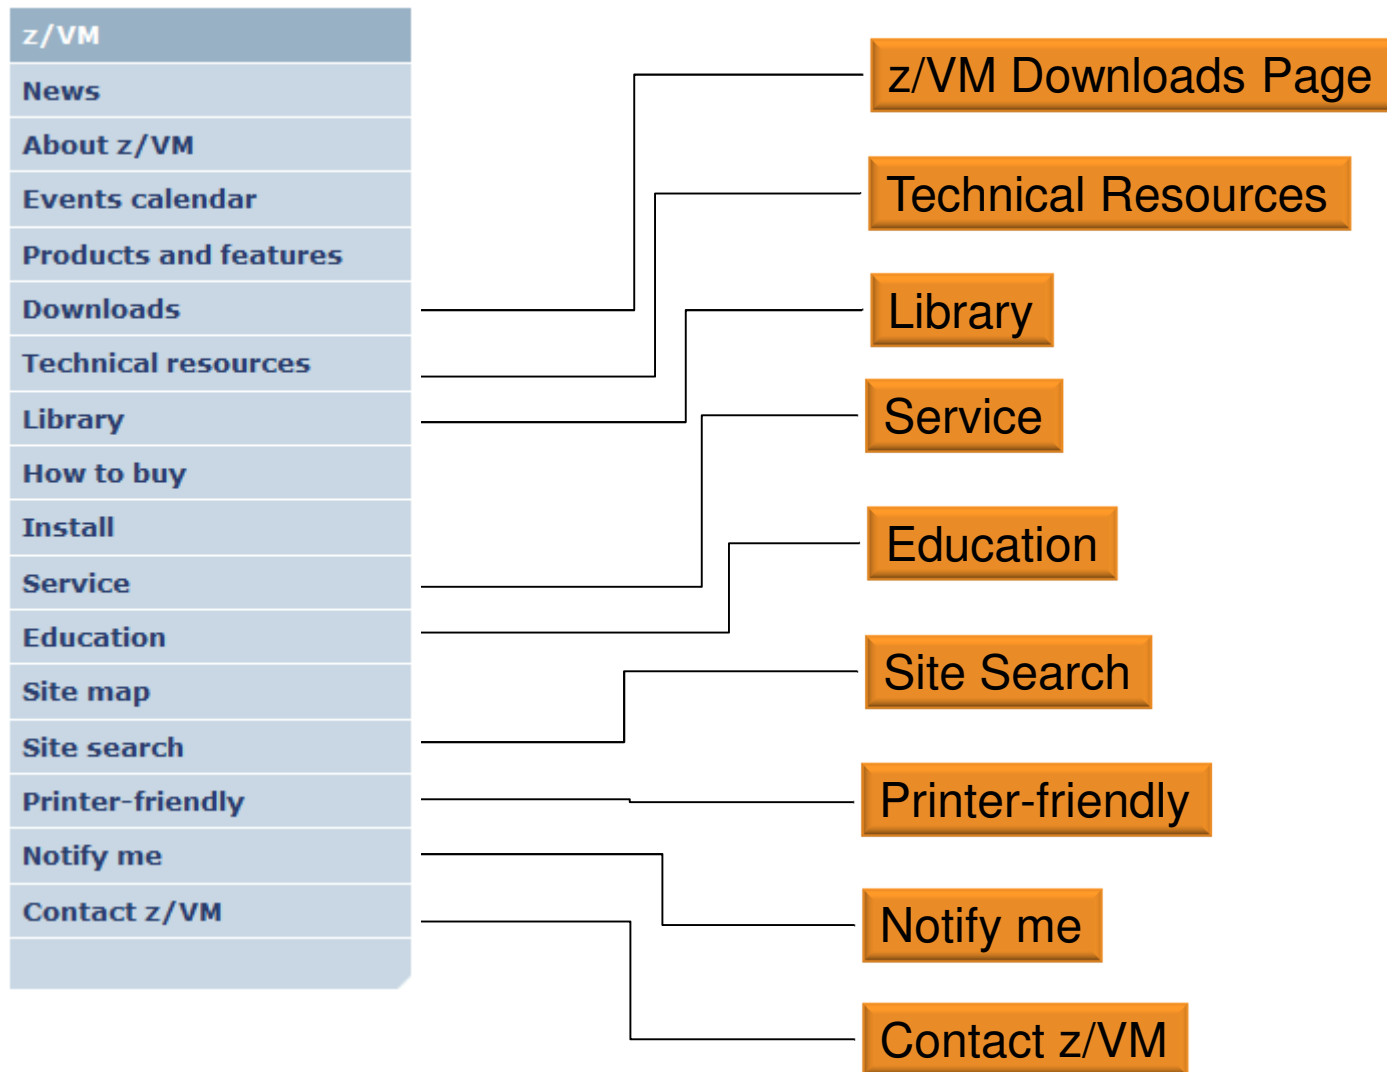 z/VM
News
About z/VM
Events calendar
Products and features
Downloads
Technical resources
Library
How to buy
Install
Service
Education
Site map
Site search
Printer-friendly
Notify me
Contact z/VM
z/VM Downloads Page
Technical Resources
Library
Service
Education
Site Search
Printer-friendly
Notify me
Contact z/VM